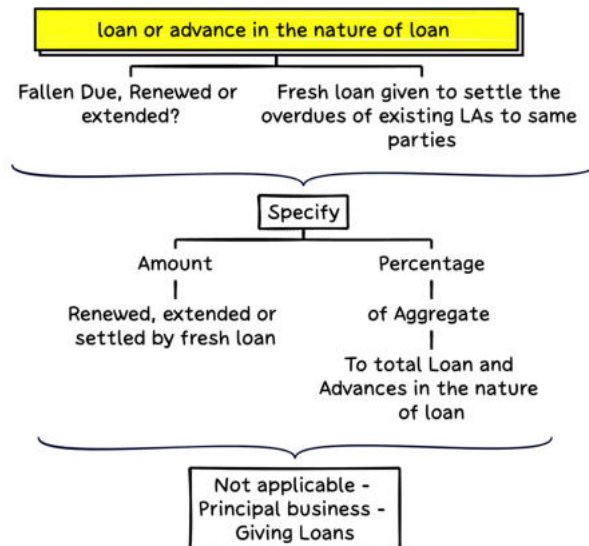 loan or advance in the nature of loan
Fallen Due, Renewed or
extended?
Fresh loan given to settle the
overdues of existing LAs to same
parties
Specify
Amount
Percentage
Renewed, extended or
settled by fresh loan
of Aggregate
To total Loan and
Advances in the nature
of loan
Not applicable -
Principal business -
Giving Loans